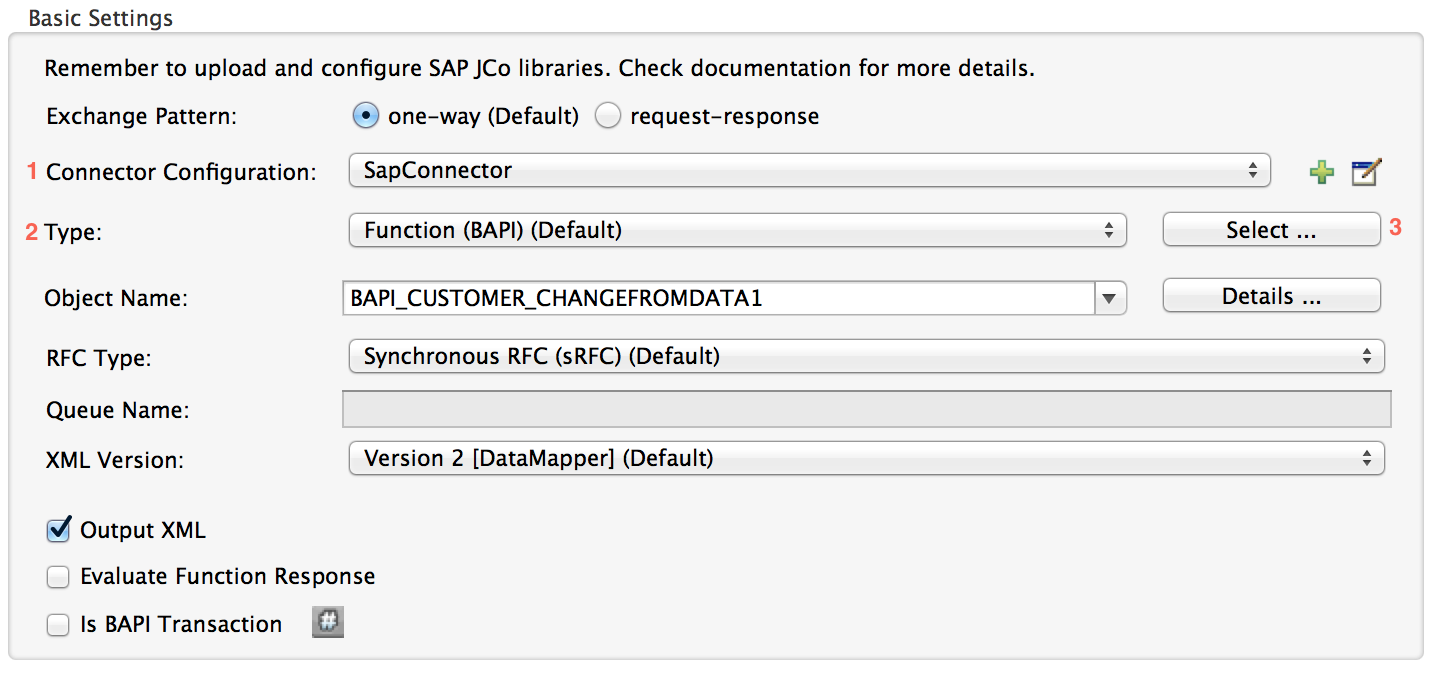 Basic Settings
Remember to upload and configure SAP JCo libraries. Check documentation for more details.
Exchange Pattern: one-way (Default) request-response
1 Connector Configuration: SapConnector
2 Type: Function (BAPI) (Default) Select ... 3
Object Name: BAPI_CUSTOMER_CHANGEFROMDATA1 Details ...
RFC Type: Synchronous RFC (sRFC) (Default)
Queue Name:
XML Version: Version 2 [DataMapper] (Default)
Output XML
Evaluate Function Response
Is BAPI Transaction #